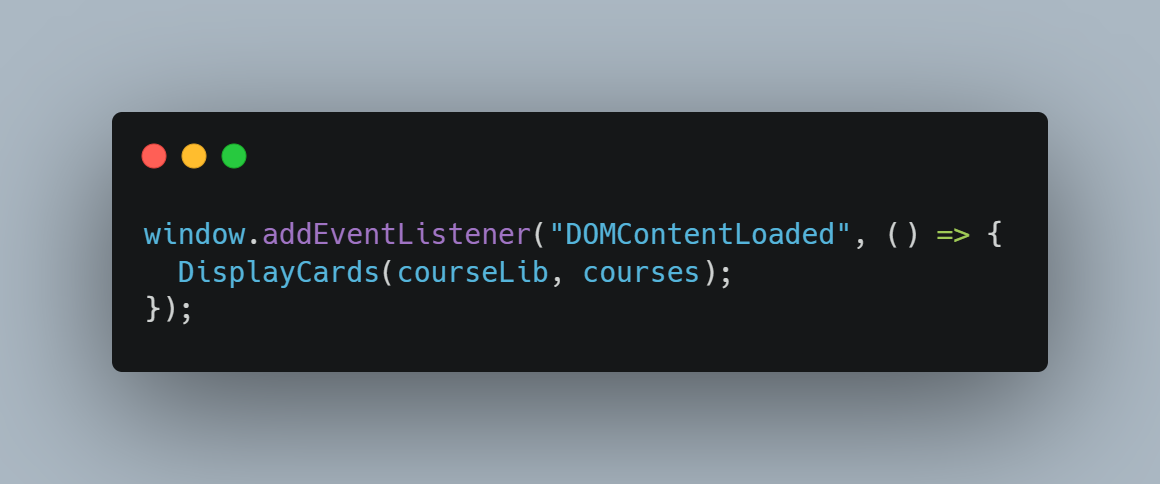 window.addEventListener("DOMContentLoaded", () => {
  DisplayCards(courseLib, courses);
});